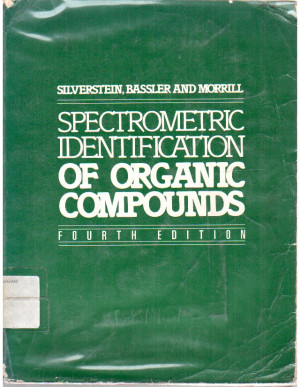 SILVERSTEIN, BASSLER AND MORRILL
SPECTROMETRIC
IDENTIFICATION
OF ORGANIC
COMPOUNDS
FOURTH EDITION